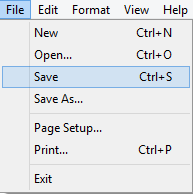 File Edit Format View Help
New Ctrl+N
Open... Ctrl+O
Save Ctrl+S
Save As...
Page Setup...
Print... Ctrl+P
Exit